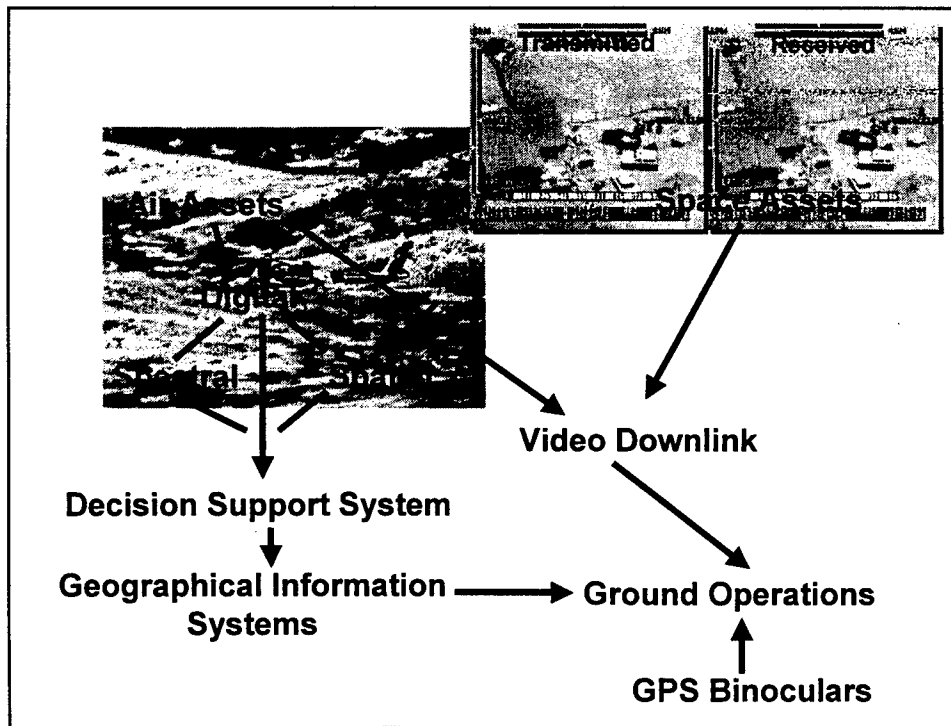 Transmitted
Received
Air Assets
Space Assets
Digital
Spectral
Video Downlink
Decision Support System
Geographical Information
Systems
Ground Operations
GPS Binoculars